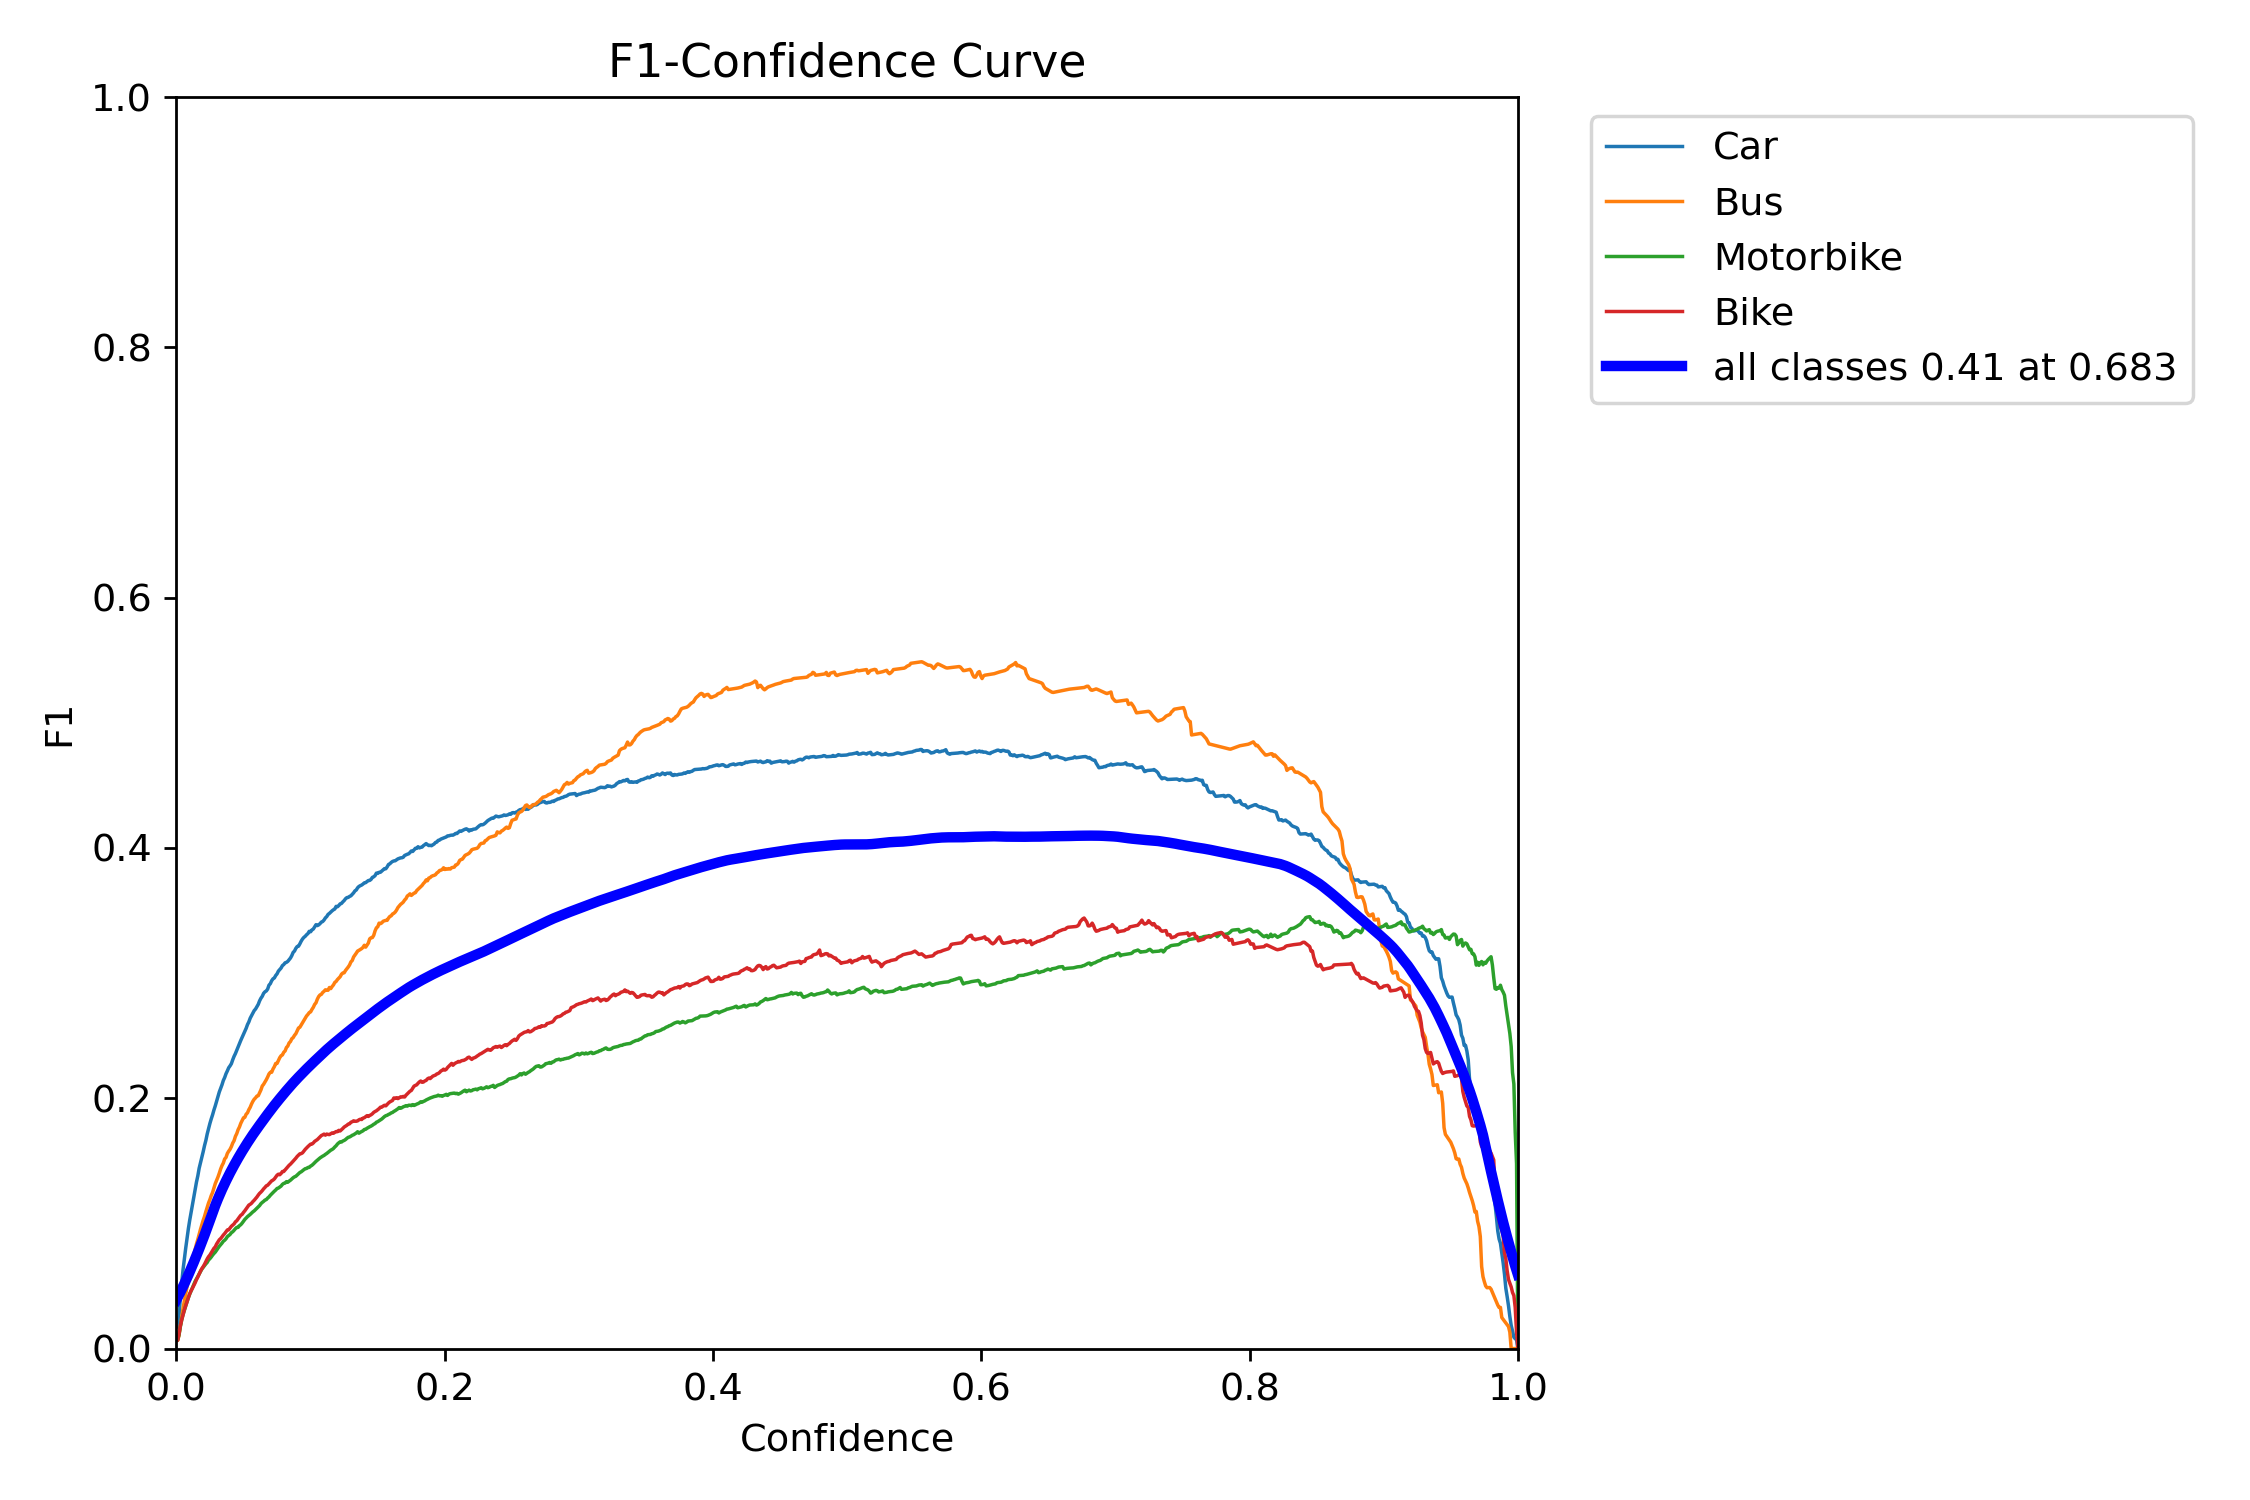 F1-Confidence Curve
1.0
0.8
0.6
0.4
0.2
0.0
F1
0.0 0.2 0.4 0.6 0.8 1.0
Confidence
Car
Bus
Motorbike
Bike
all classes 0.41 at 0.683